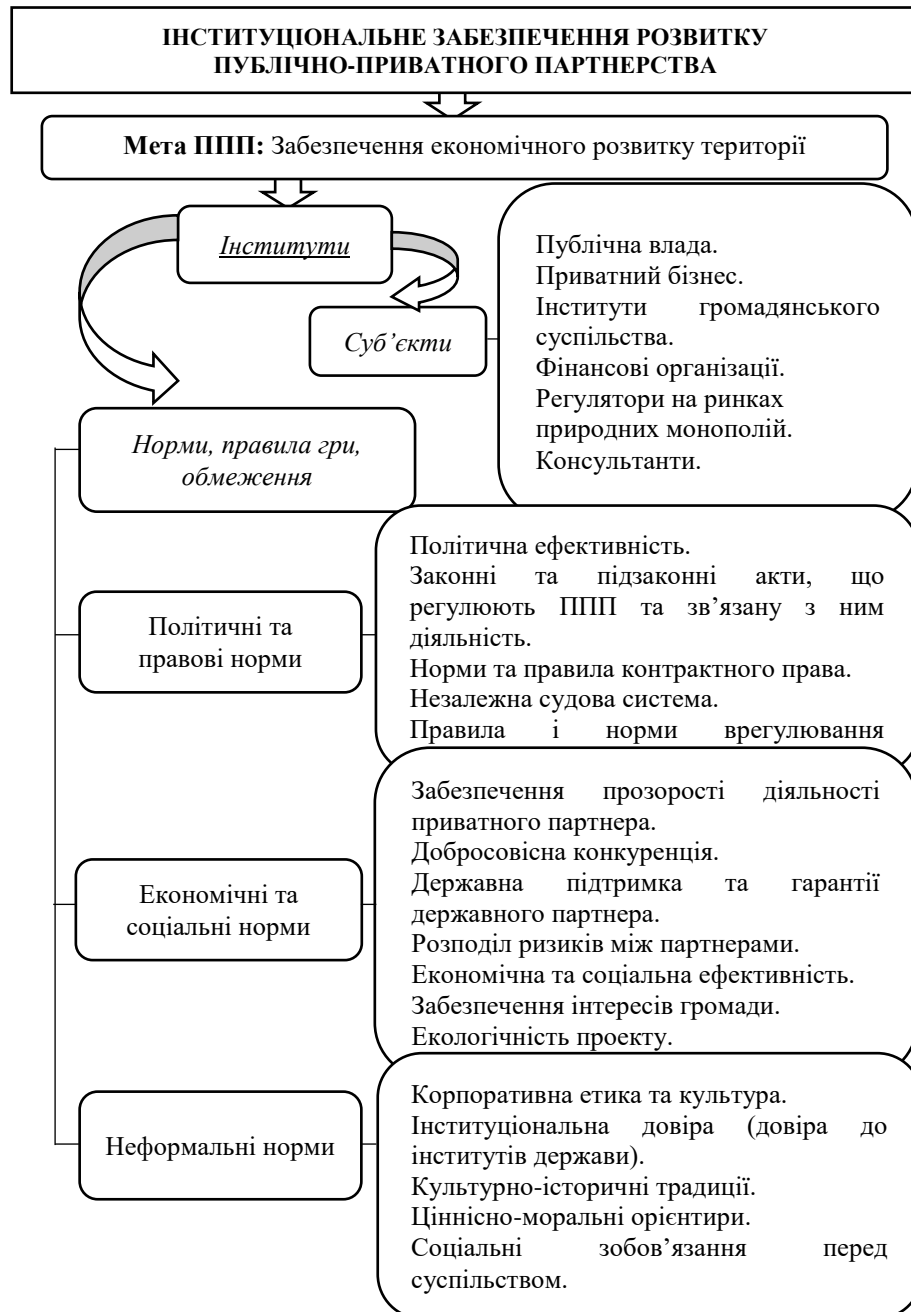 ІНСТИТУЦІОНАЛЬНЕ ЗАБЕЗПЕЧЕННЯ РОЗВИТКУ
ПУБЛІЧНО-ПРИВАТНОГО ПАРТНЕРСТВА
Мета ППП: Забезпечення економічного розвитку території
Інститути
Суб’єкти
Публічна влада.
Приватний бізнес.
Інститути громадянського
суспільства.
Фінансові організації.
Регулятори на ринках
природних монополій.
Консультанти.
Норми, правила гри,
обмеження
Політичні та
правові норми
Політична ефективність.
Законні та підзаконні акти, що
регулюють ППП та зв’язану з ним
діяльність.
Норми та правила контрактного права.
Незалежна судова система.
Правила і норми врегулювання
Економічні та
соціальні норми
Забезпечення прозорості діяльності
приватного партнера.
Добросовісна конкуренція.
Державна підтримка та гарантії
державного партнера.
Розподіл ризиків між партнерами.
Економічна та соціальна ефективність.
Забезпечення інтересів громади.
Екологічність проекту.
Неформальні норми
Корпоративна етика та культура.
Інституціональна довіра (довіра до
інститутів держави).
Культурно-історичні традиції.
Ціннісно-моральні орієнтири.
Соціальні зобов’язання перед
суспільством.